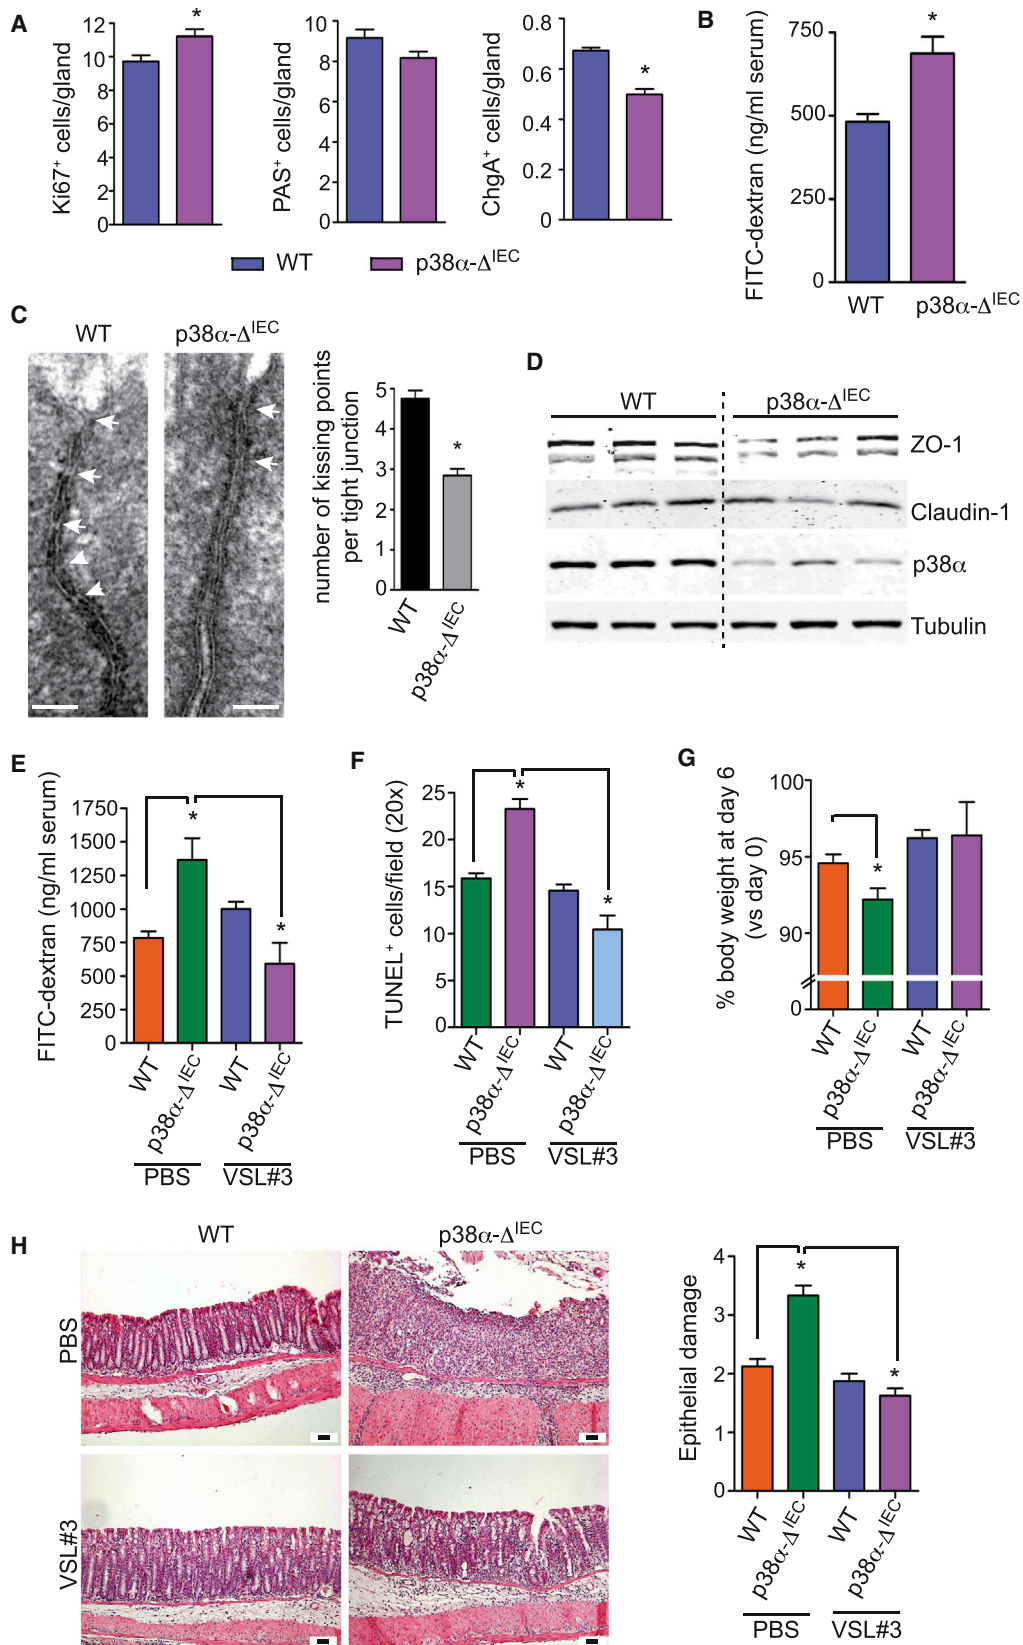 A
Ki67+ cells/gland
12
10
8
6
4
2
0
*
PAS+ cells/gland
10
8
6
4
2
0
ChgA+ cells/gland
0.8
0.6
0.4
0.2
0
*
WT
p38α-ΔIEC
B
FITC-dextran (ng/ml serum)
750
500
250
0
*
WT
p38α-ΔIEC
C
WT
p38α-ΔIEC
number of kissing points
per tight junction
5
4
3
2
1
0
*
WT
p38α-ΔIEC
D
WT
p38α-ΔIEC
ZO-1
Claudin-1
p38α
Tubulin
E
FITC-dextran (ng/ml serum)
1750
1500
1250
1000
750
500
250
0
*
*
WT
p38α-ΔIEC
WT
p38α-ΔIEC
PBS
VSL#3
F
TUNEL+ cells/field (20x)
25
20
15
10
5
0
*
*
WT
p38α-ΔIEC
WT
p38α-ΔIEC
PBS
VSL#3
G
% body weight at day 6
(vs day 0)
100
95
90
0
*
WT
p38α-ΔIEC
WT
p38α-ΔIEC
PBS
VSL#3
H
WT
p38α-ΔIEC
PBS
VSL#3
Epithelial damage
4
3
2
1
0
*
*
WT
p38α-ΔIEC
WT
p38α-ΔIEC
PBS
VSL#3